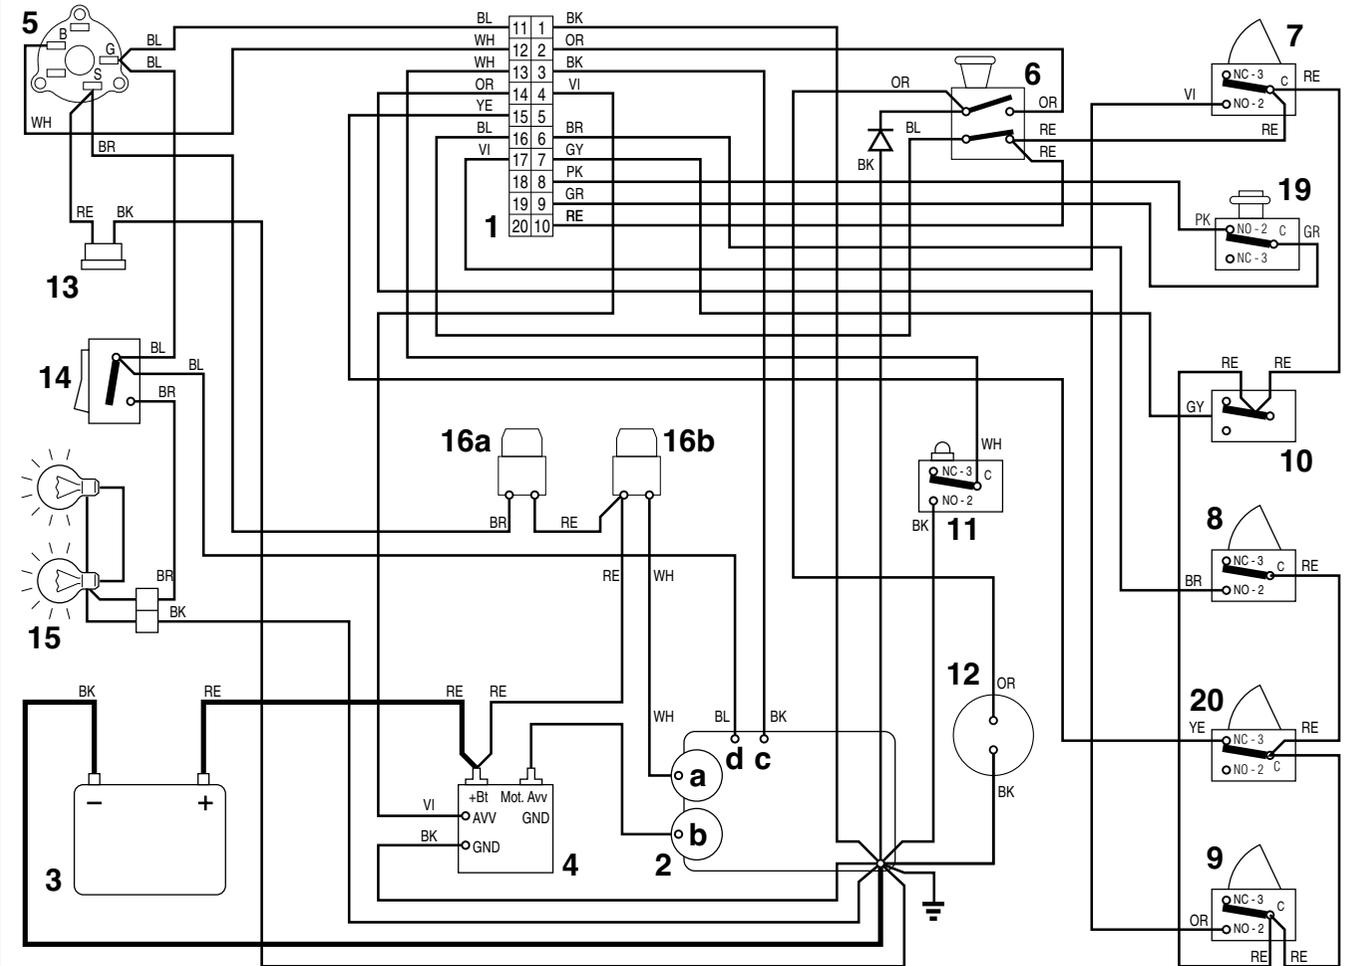 5
B
G
S
BL
BL
WH
BR
BL 11 1 BK
WH 12 2 OR
WH 13 3 BK
OR 14 4 VI
YE 15 5
BL 16 6 BR
VI 17 7 GY
18 8 PK
19 9 GR
20 10 RE
1
OR
6
OR
BL
RE
RE
BK
7
NC - 3
C
RE
VI
NO - 2
RE
19
PK
NO - 2
C
GR
NC - 3
RE
BK
13
14
BL
BL
BR
RE
RE
GY
10
16a
16b
BR
RE
RE
WH
WH
NC - 3
C
NO - 2
BK
11
8
NC - 3
C
RE
BR
NO - 2
BR
BK
15
12
OR
BK
20
YE
NC - 3
RE
NO - 2
C
BK
RE
RE
RE
WH
BL
BK
d
c
a
b
2
–
+
3
+Bt
Mot. Avv
VI
AVV
GND
BK
GND
4
9
NC - 3
C
OR
NO - 2
RE
RE